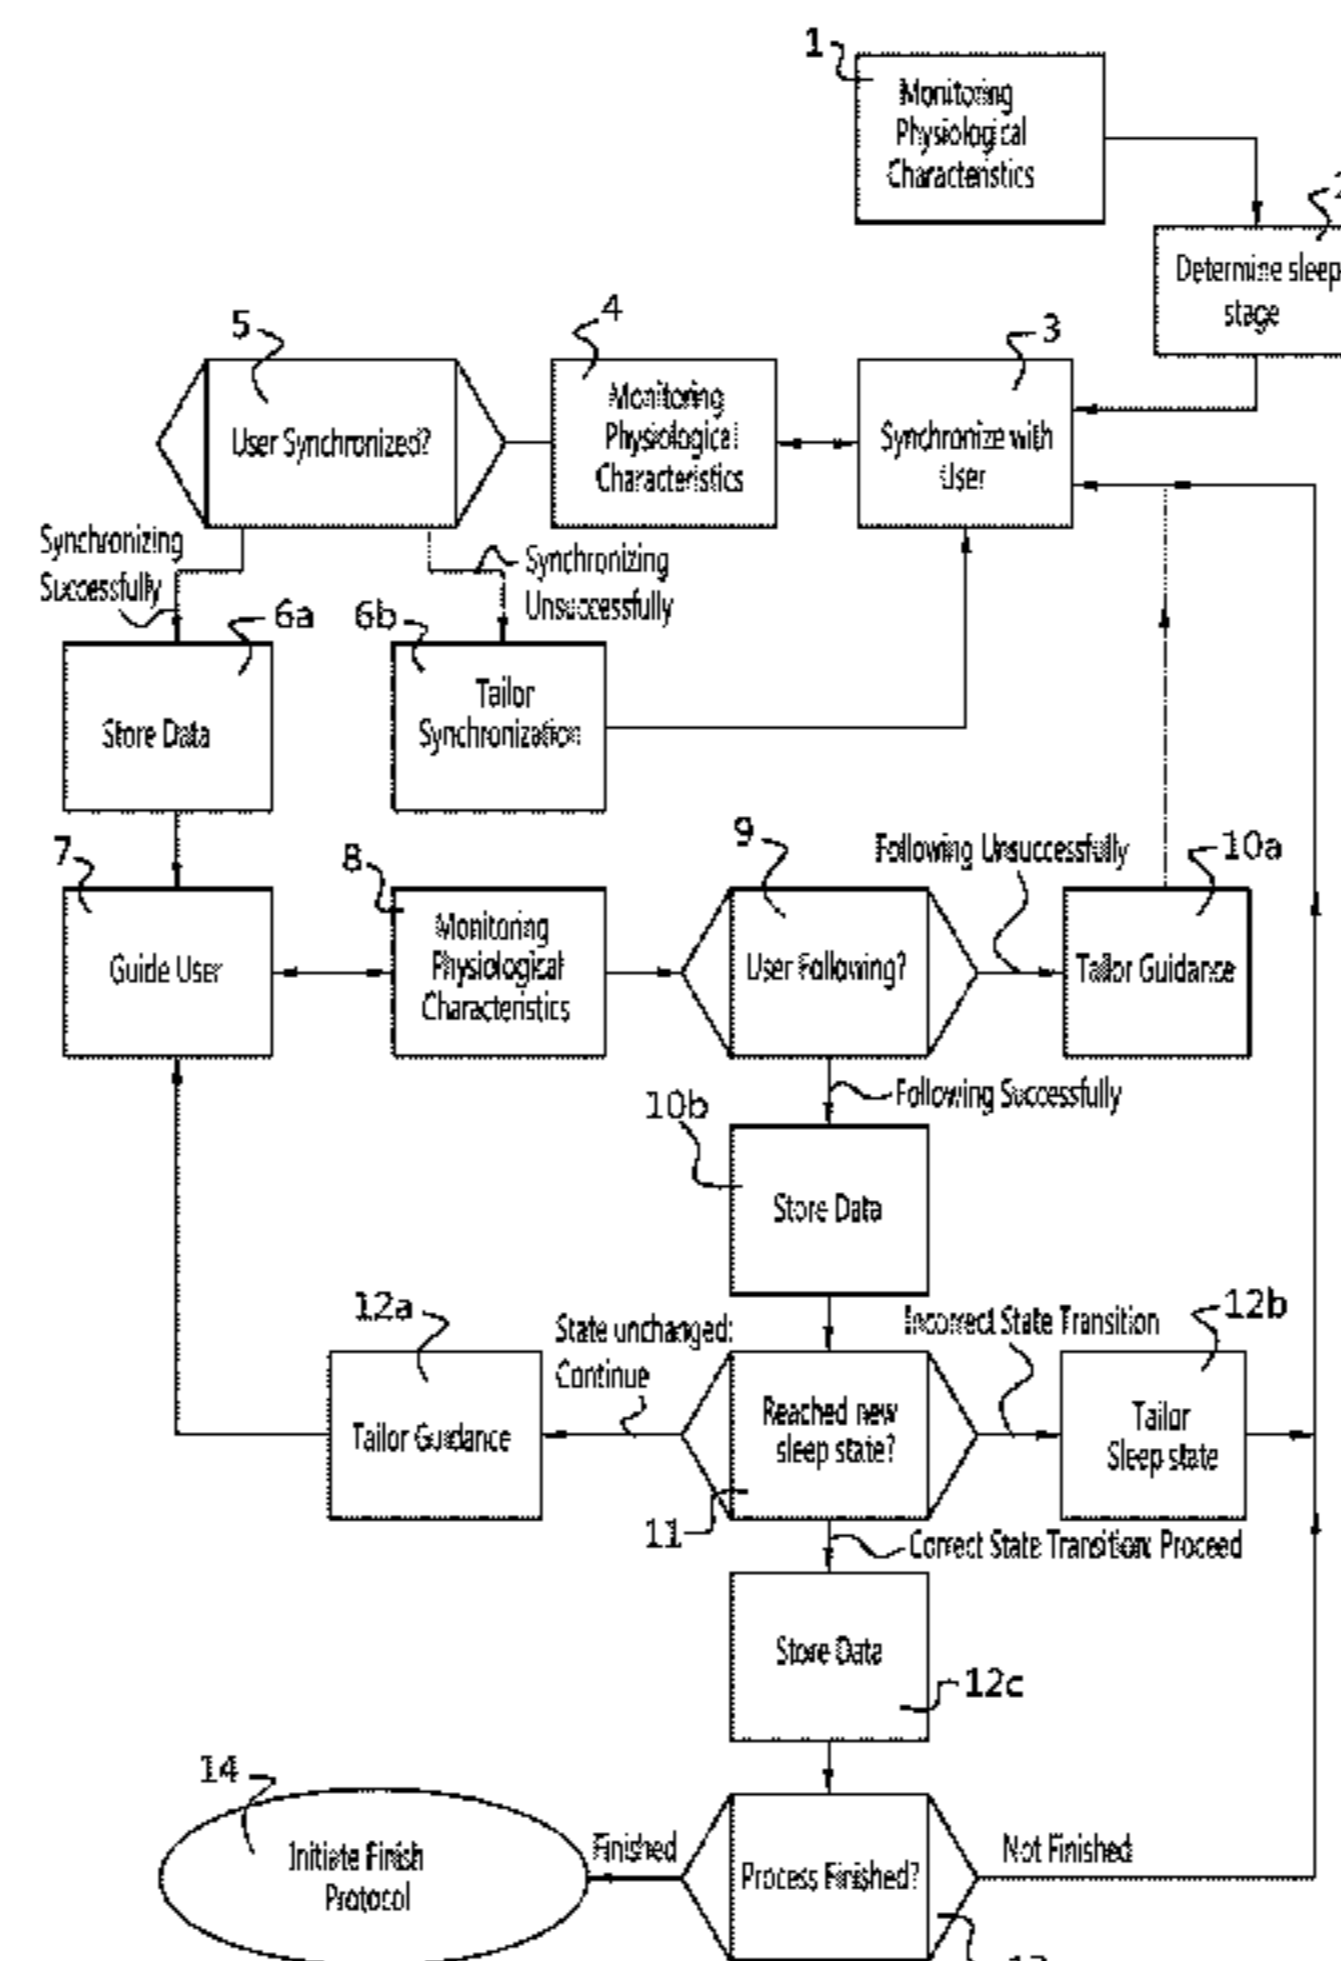 1
Monitoring
Physiological
Characteristics
Determine sleep
stage
5
4
3
User Synchronized?
Monitoring
Physiological
Characteristics
Synchronize with
User
Synchronizing
Successfully
Synchronizing
Unsuccessfully
6a
6b
Store Data
Tailor
Synchronization
7
8
9
Following Unsuccessfully
10a
Guide User
Monitoring
Physiological
Characteristics
User Following?
Tailor Guidance
Following Successfully
10b
Store Data
12a
State unchanged:
Continue
Incorrect State Transition
12b
Tailor Guidance
Reached new
sleep state?
Tailor
Sleep state
11
Correct State Transition: Proceed
Store Data
12c
14
Initiate Finish
Protocol
Finished
Process Finished?
Not Finished